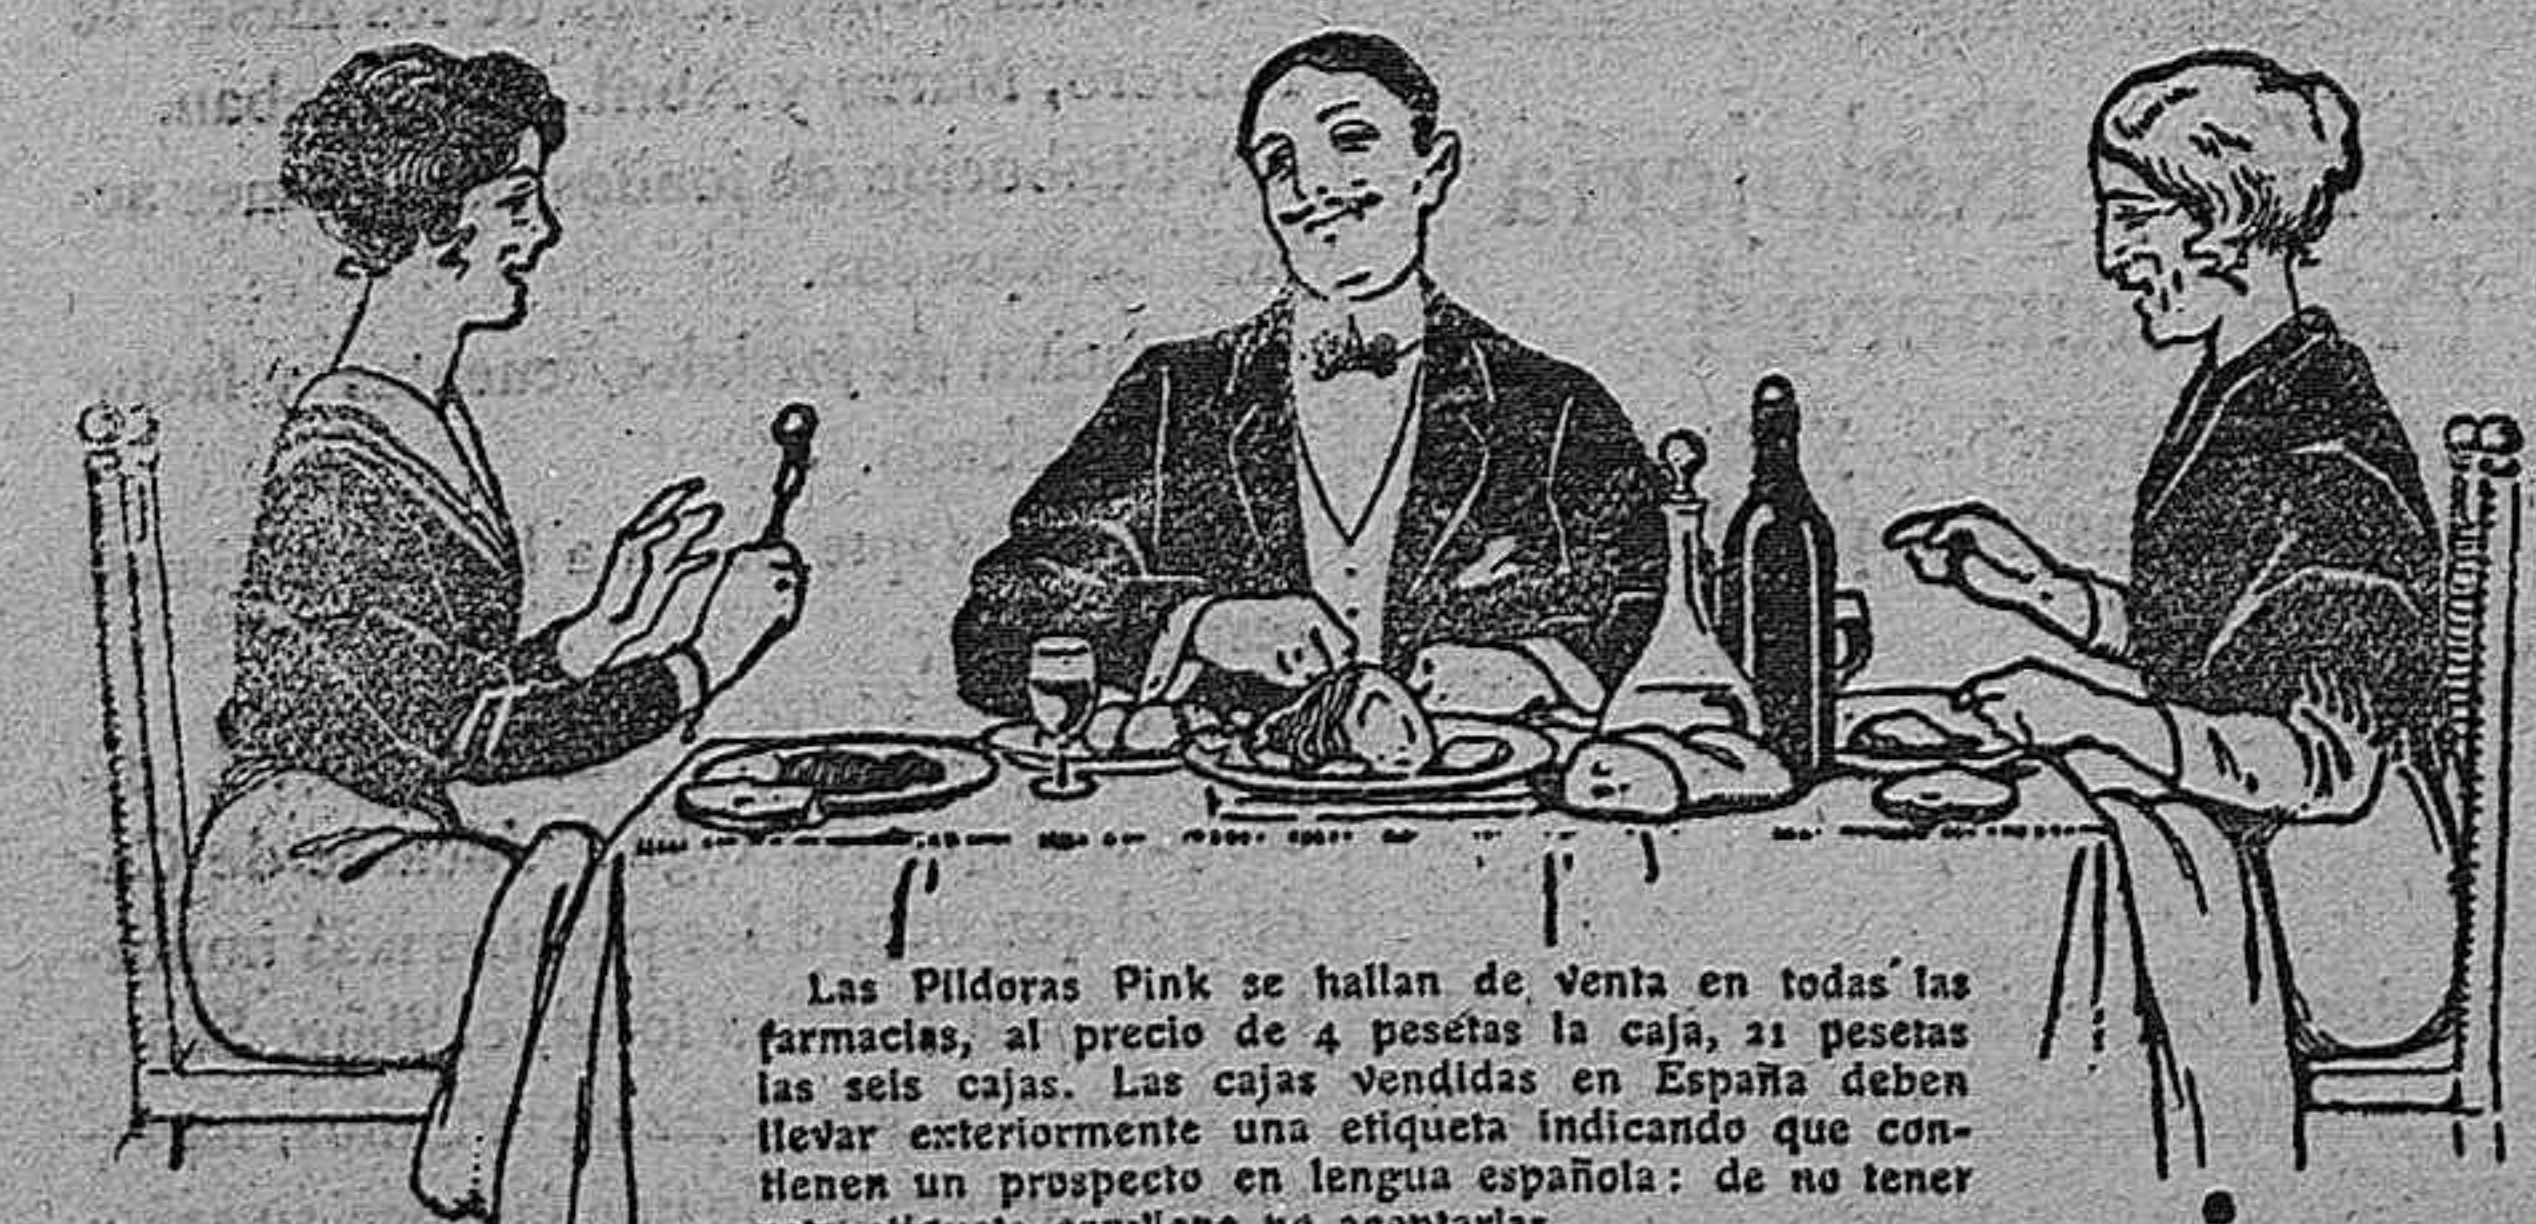 Las Píldoras Pink se hallan de venta en todas las
farmacias, al precio de 4 pesetas la caja, 21 pesetas
las seis cajas. Las cajas vendidas en España deben
llevar exteriormente una etiqueta indicando que con-
tienen un prospecto en lengua española: de no tener
no aceptarlas